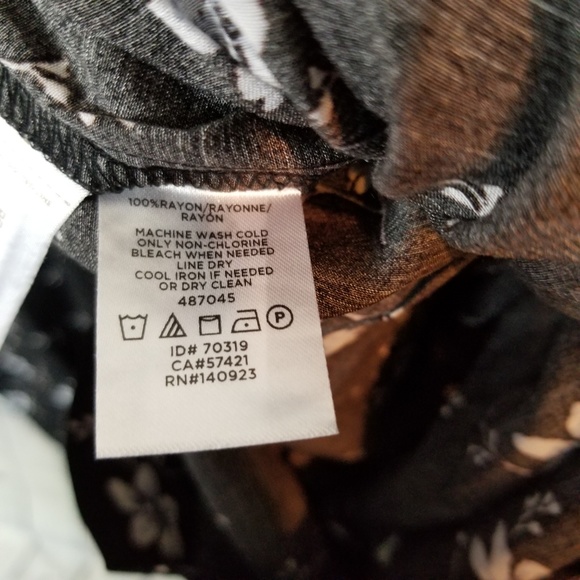 100%RAYON/RAYONNE/
RAYÓN
MACHINE WASH COLD
ONLY NON-CHLORINE
BLEACH WHEN NEEDED
LINE DRY
COOL IRON IF NEEDED
OR DRY CLEAN
487045
P
ID# 70319
CA#57421
RN#140923